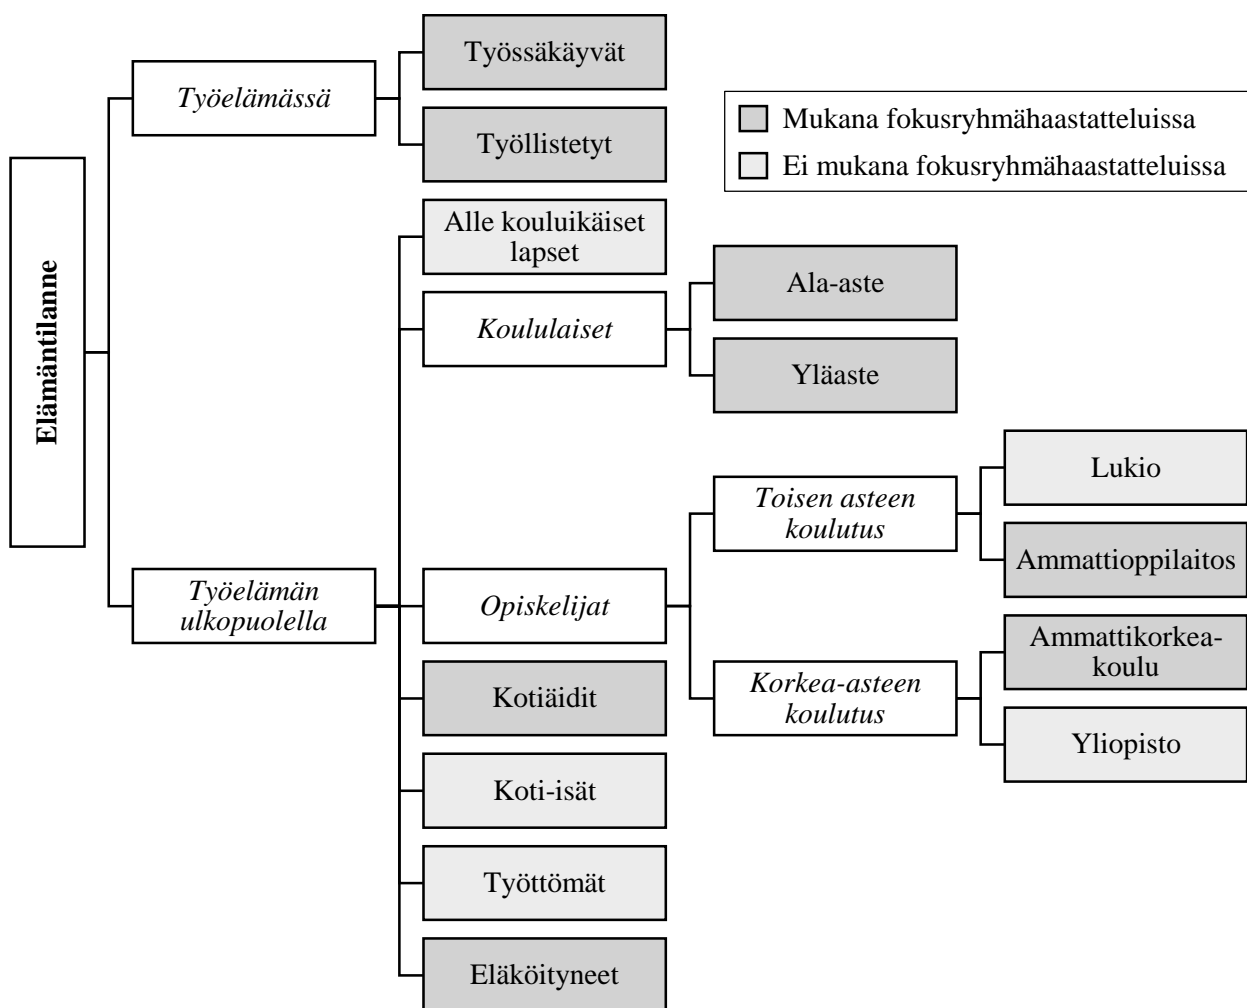 Elämäntilanne
Työelämässä
Työssäkäyvät
Työllistetyt
Mukana fokusryhmähaastatteluissa
Ei mukana fokusryhmähaastatteluissa
Työelämän
ulkopuolella
Alle kouluikäiset
lapset
Koululaiset
Ala-aste
Yläaste
Opiskelijat
Toisen asteen
koulutus
Lukio
Ammattioppilaitos
Korkea-asteen
koulutus
Ammattikorkea-
koulu
Yliopisto
Kotiäidit
Koti-isät
Työttömät
Eläköityneet